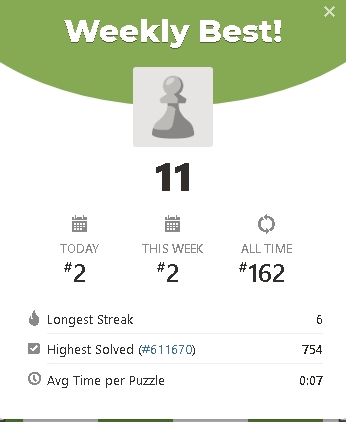 Weekly Best!
11
TODAY THIS WEEK ALL TIME
#2 #2 #162
Longest Streak 6
Highest Solved (#611670) 754
Avg Time per Puzzle 0:07